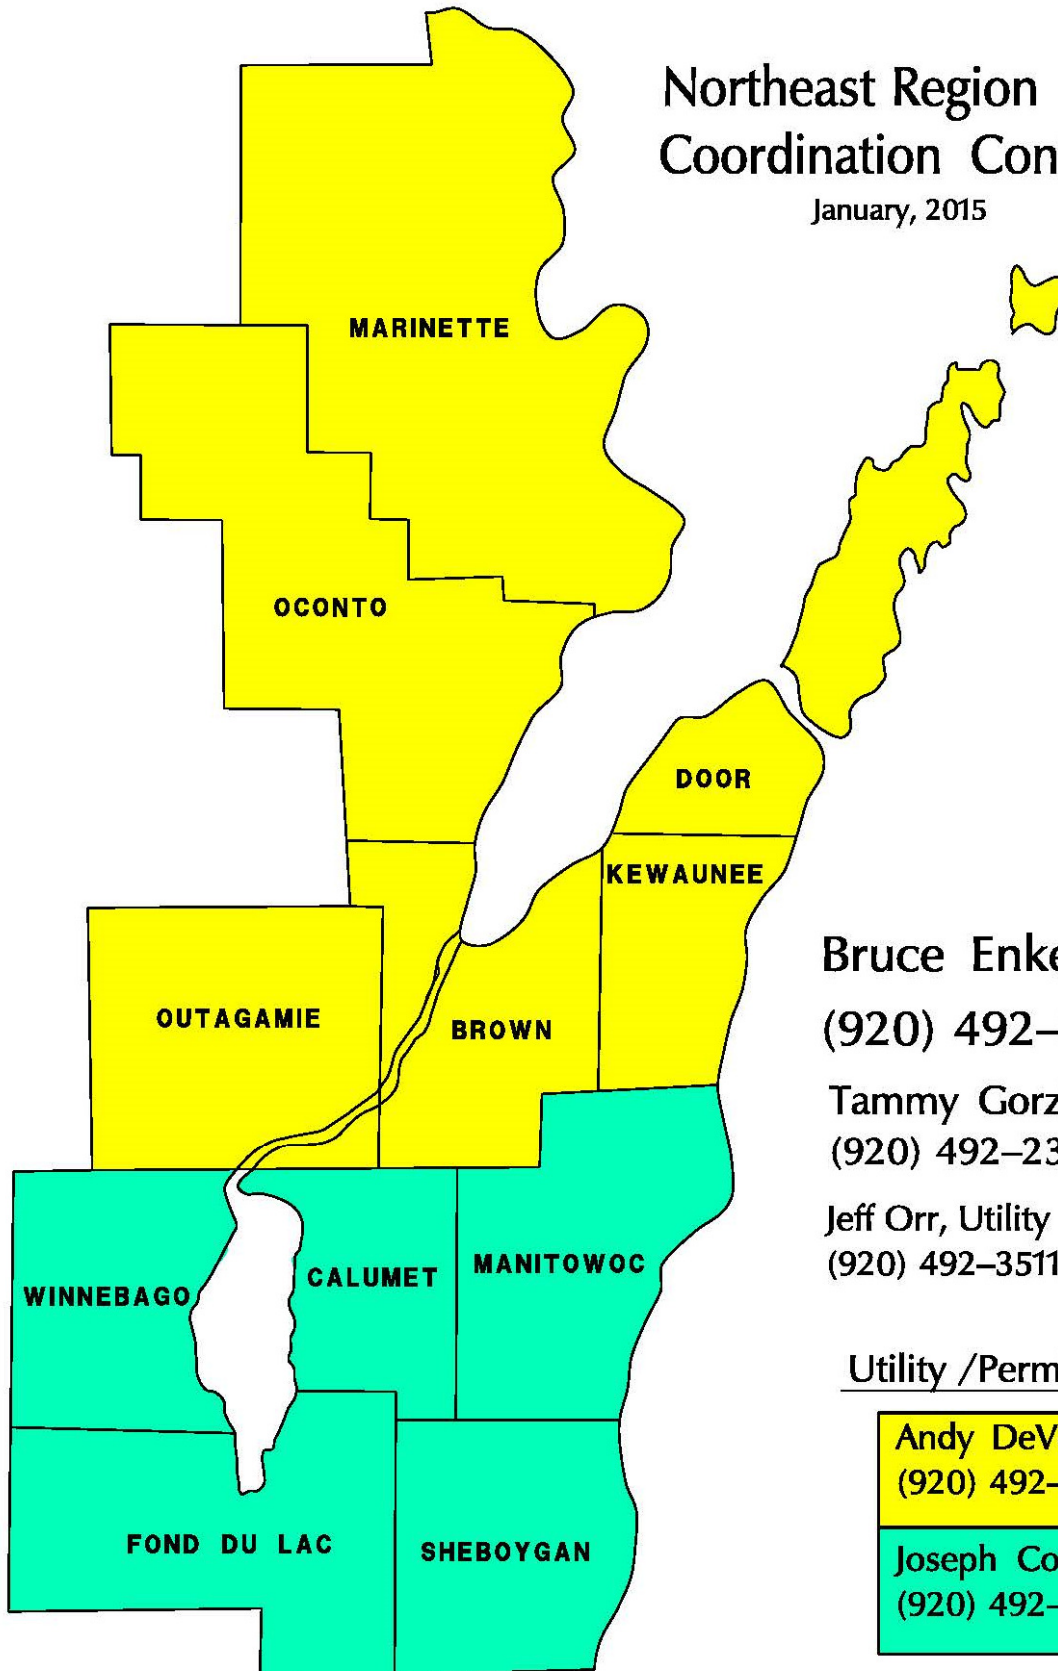 Northeast Region
Coordination Con
January, 2015
MARINETTE
OCONTO
DOOR
KEWAUNEE
OUTAGAMIE
BROWN
Bruce Enke
(920) 492–
Tammy Gorz
(920) 492–23
Jeff Orr, Utility
(920) 492–3511
WINNEBAGO
CALUMET
MANITOWOC
FOND DU LAC
SHEBOYGAN
Utility /Perm
Andy DeV
(920) 492–
Joseph Co
(920) 492–